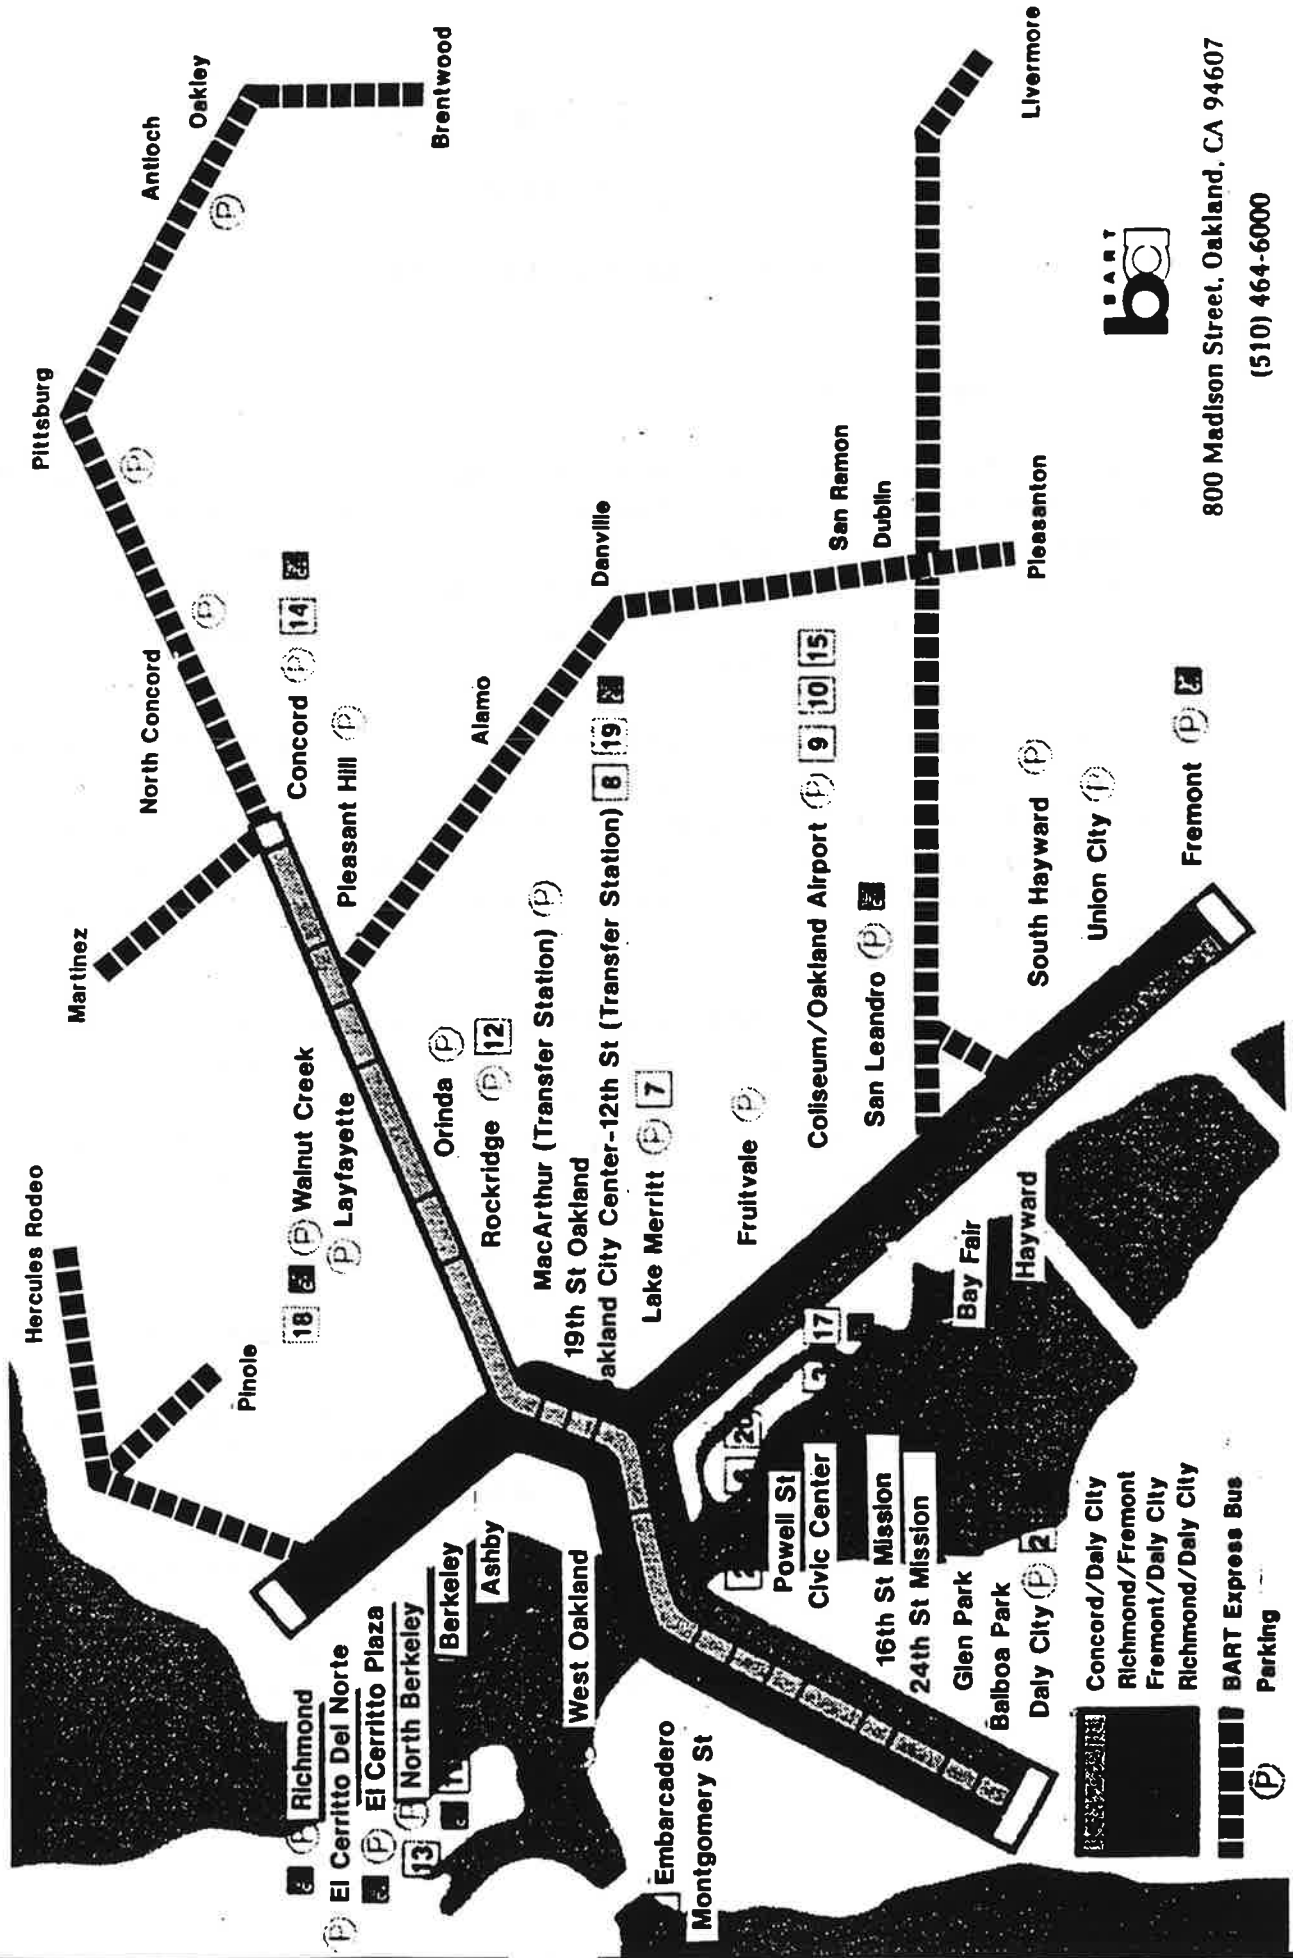 Hercules Rodeo
Pinole
Martinez
North Concord
Pittsburg
Antioch
Oakley
Brentwood
18 P Walnut Creek
P Layfayette
Concord P 14
Pleasant Hill P
Orinda P
Rockridge P 12
Alamo
Danville
San Ramon
Dublin
Pleasanton
Livermore
MacArthur (Transfer Station) P
19th St Oakland
akland City Center-12th St (Transfer Station) 8 19
Lake Merritt P 7
Fruitvale P
Coliseum/Oakland Airport P 9 10 15
San Leandro P
Bay Fair
Hayward
South Hayward P
Union City P
Fremont P
P Richmond
P El Cerritto Del Norte
P El Cerritto Plaza
13 P North Berkeley
Berkeley
Ashby
West Oakland
Embarcadero
Montgomery St
17
Powell St
Civic Center
16th St Mission
24th St Mission
Glen Park
Balboa Park
Daly City P 2
Concord/Daly City
Richmond/Fremont
Fremont/Daly City
Richmond/Daly City
BART Express Bus
P Parking
BART
800 Madison Street, Oakland, CA 94607
(510) 464-6000